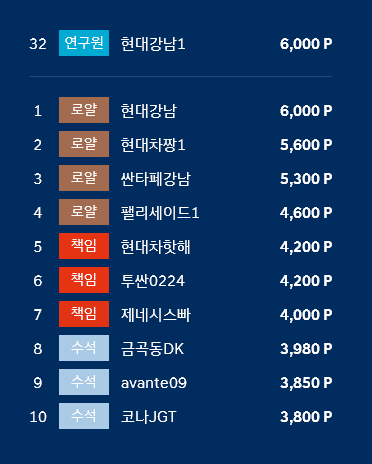 32 연구원 현대강남1 6,000 P
1 로얄 현대강남 6,000 P
2 로얄 현대차짱1 5,600 P
3 로얄 싼타페강남 5,300 P
4 로얄 팰리세이드1 4,600 P
5 책임 현대차핫해 4,200 P
6 책임 투싼0224 4,200 P
7 책임 제네시스빠 4,000 P
8 수석 금곡동DK 3,980 P
9 수석 avante09 3,850 P
10 수석 코나JGT 3,800 P